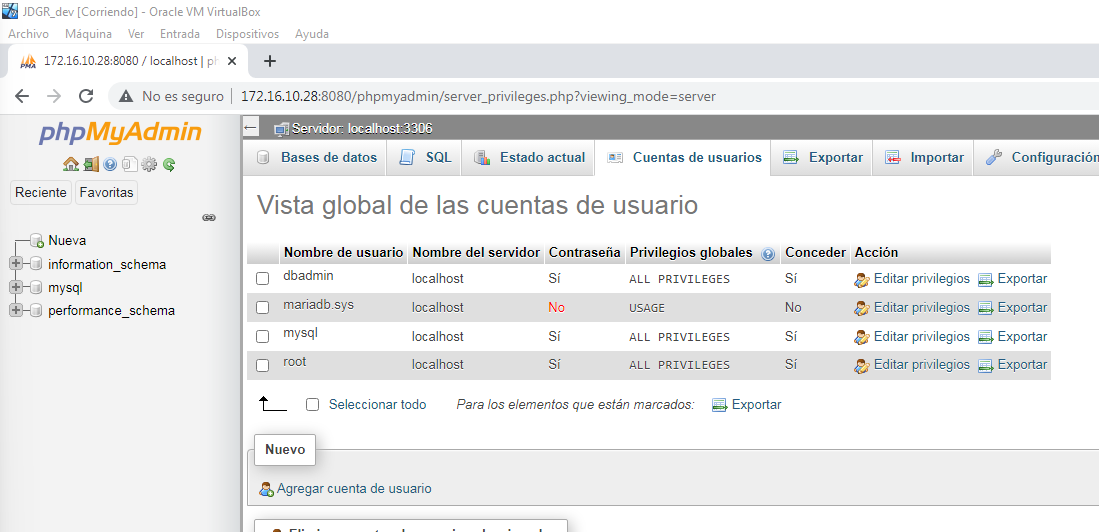 JDGR_dev [Corriendo] - Oracle VM VirtualBox
Archivo Máquina Ver Entrada Dispositivos Ayuda
172.16.10.28:8080 / localhost | ph
No es seguro | 172.16.10.28:8080/phpmyadmin/server_privileges.php?viewing_mode=server
phpMyAdmin
Reciente Favoritas
Nueva
information_schema
mysql
performance_schema
Servidor: localhost:3306
Bases de datos SQL Estado actual Cuentas de usuarios Exportar Importar Configuración
Vista global de las cuentas de usuario
Nombre de usuario Nombre del servidor Contraseña Privilegios globales Conceder Acción
dbadmin localhost Sí ALL PRIVILEGES Sí Editar privilegios Exportar
mariadb.sys localhost No USAGE No Editar privilegios Exportar
mysql localhost Sí ALL PRIVILEGES Sí Editar privilegios Exportar
root localhost Sí ALL PRIVILEGES Sí Editar privilegios Exportar
Seleccionar todo Para los elementos que están marcados: Exportar
Nuevo
Agregar cuenta de usuario